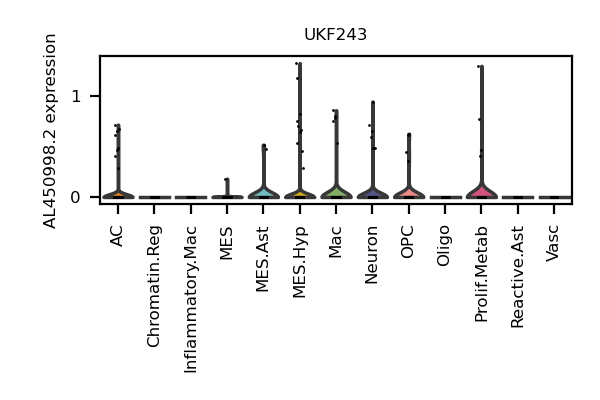 UKF243
AL450998.2 expression
1
0
AC
Chromatin.Reg
Inflammatory.Mac
MES
MES.Ast
MES.Hyp
Mac
Neuron
OPC
Oligo
Prolif.Metab
Reactive.Ast
Vasc